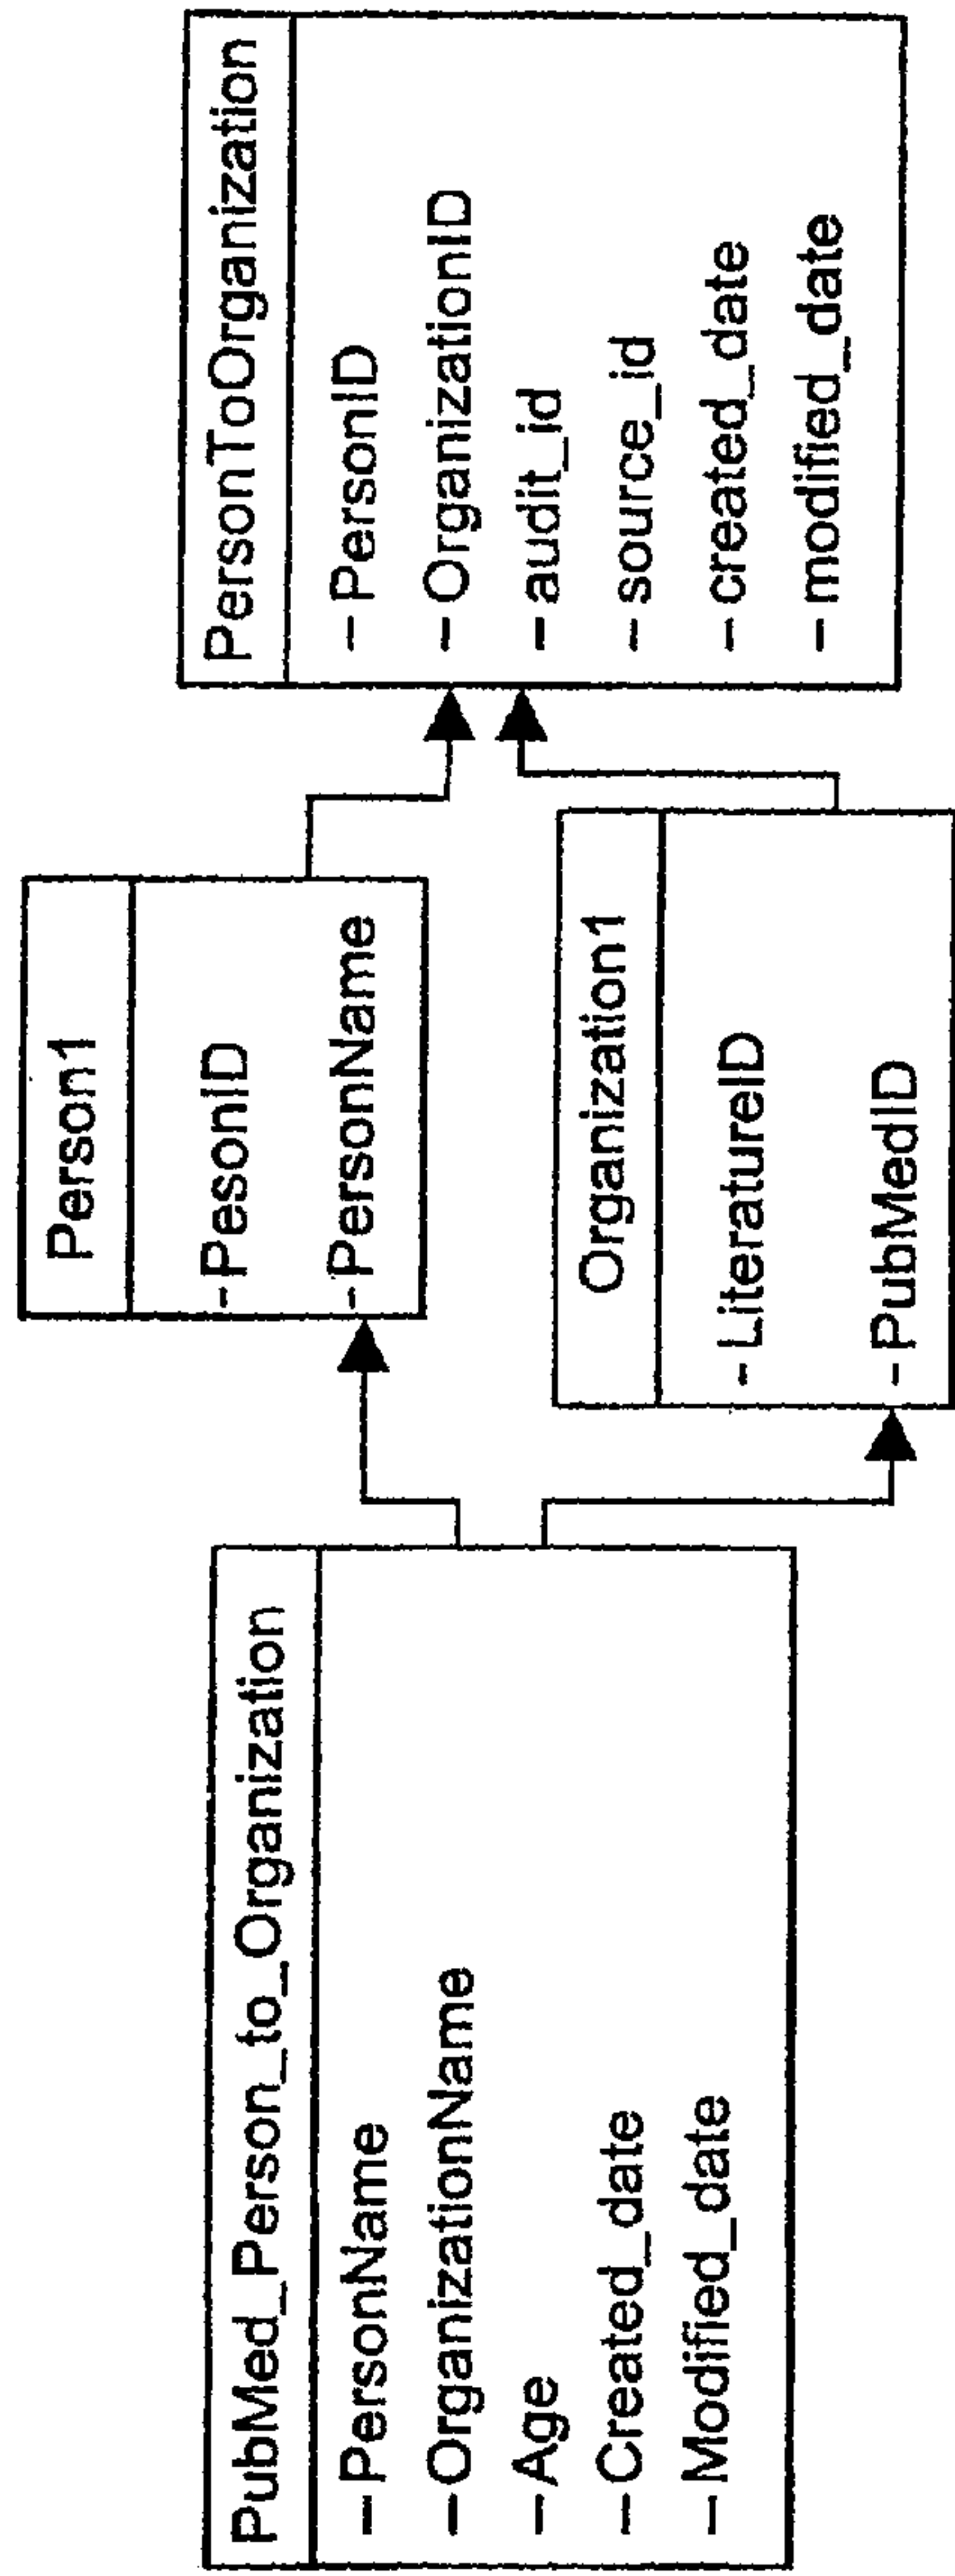 PubMed_Person_to_Organization
– PersonName
– OrganizationName
– Age
– Created_date
– Modified_date
Person1
- PesonID
- PersonName
Organization1
- LiteratureID
- PubMedID
PersonToOrganization
– PersonID
– OrganizationID
– audit_id
– source_id
– created_date
– modified_date